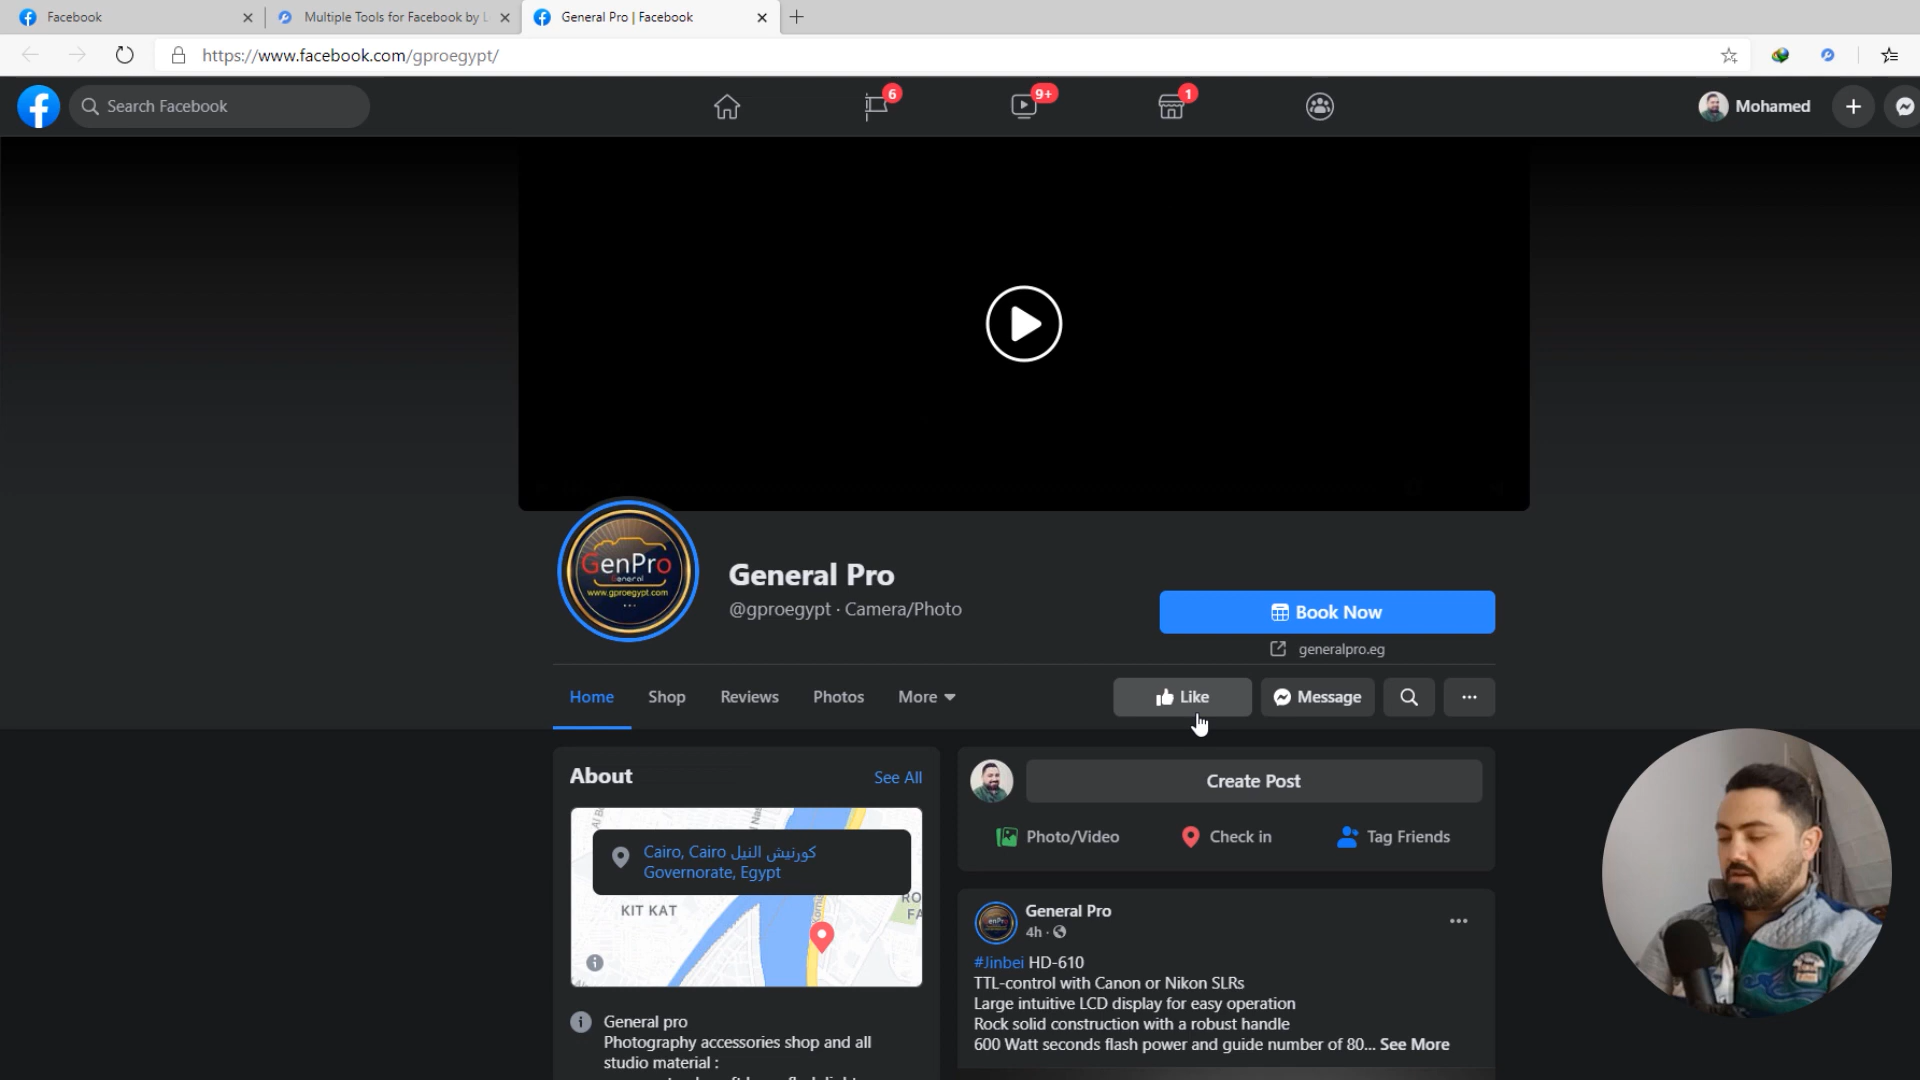 Facebook
Multiple Tools for Facebook by L
General Pro | Facebook
https://www.facebook.com/gproegypt/
Search Facebook
6
9+
1
Mohamed
GenPro
General
www.gproegypt.com
General Pro
@gproegypt · Camera/Photo
Book Now
generalpro.eg
Home
Shop
Reviews
Photos
More
Like
Message
About
See All
Cairo, Cairo كورنيش النيل
Governorate, Egypt
KIT KAT
RO
FA
Create Post
Photo/Video
Check in
Tag Friends
General Pro
4h ·
#Jinbei HD-610
TTL-control with Canon or Nikon SLRs
Large intuitive LCD display for easy operation
Rock solid construction with a robust handle
600 Watt seconds flash power and guide number of 80... See More
General pro
Photography accessories shop and all
studio material :